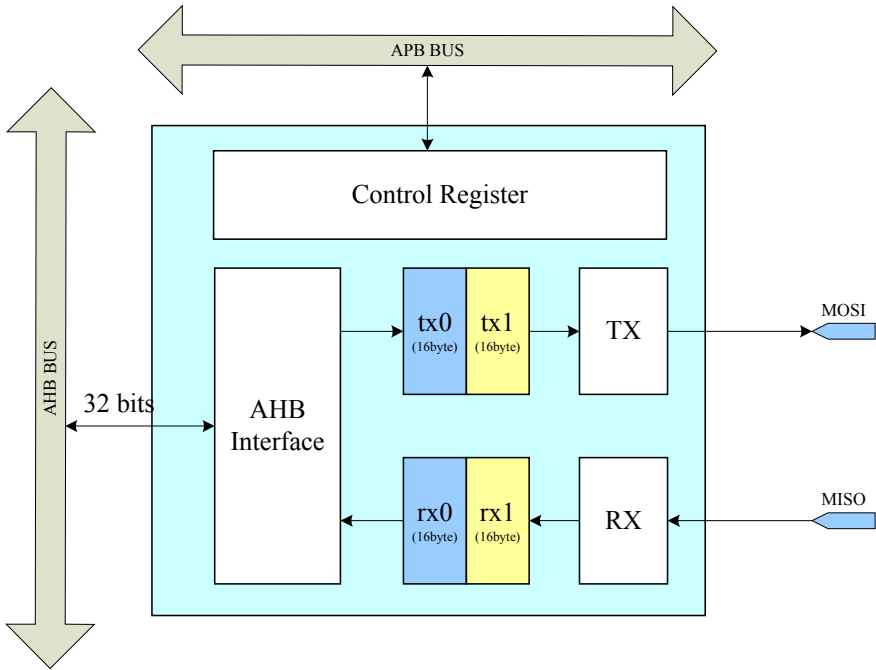 APB BUS
Control Register
AHB BUS
32 bits
AHB
Interface
tx0
(16byte)
tx1
(16byte)
TX
MOSI
rx0
(16byte)
rx1
(16byte)
RX
MISO